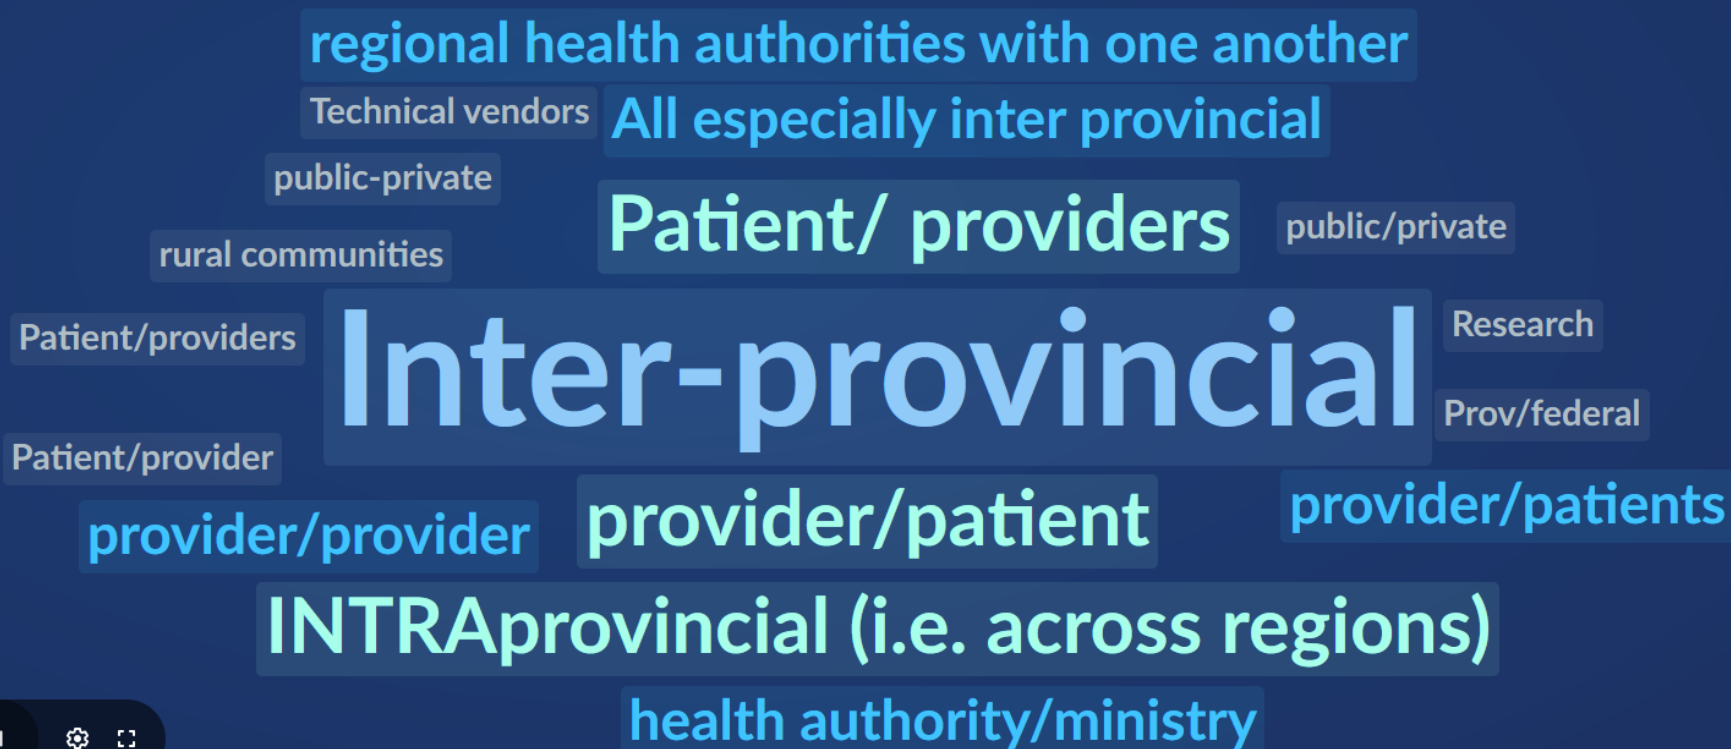 regional health authorities with one another
Technical vendors
All especially inter provincial
public-private
Patient/ providers
public/private
rural communities
Patient/providers
Inter-provincial
Research
Prov/federal
Patient/provider
provider/provider
provider/patient
provider/patients
INTRAprovincial (i.e. across regions)
health authority/ministry